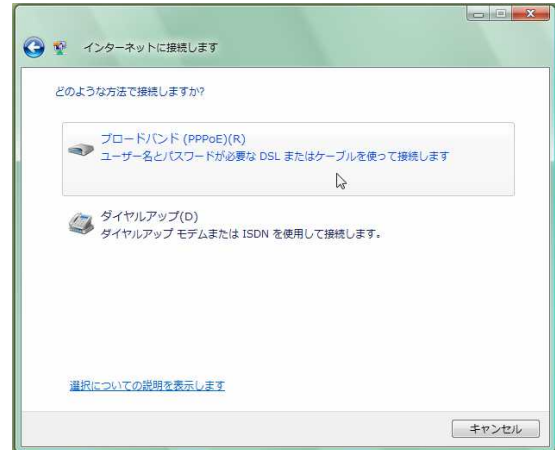 インターネットに接続します
どのような方法で接続しますか?
ブロードバンド (PPPoE)(R)
ユーザー名とパスワードが必要な DSL またはケーブルを使って接続します
ダイヤルアップ(D)
ダイヤルアップ モデムまたは ISDN を使用して接続します。
選択についての説明を表示します
キャンセル